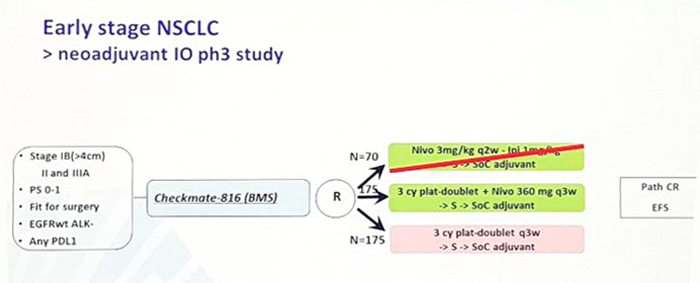 Early stage NSCLC
> neoadjuvant IO ph3 study
• Stage IB(>4cm)
II and IIIA
• PS 0-1
• Fit for surgery
• EGFRwt ALK-
• Any PDL1
Checkmate-816 (BMS)
R
N=70
175
N=175
Nivo 3mg/kg q2w - Ipi 1mg/kg
-> S -> SoC adjuvant
3 cy plat-doublet + Nivo 360 mg q3w
-> S -> SoC adjuvant
3 cy plat-doublet q3w
-> S -> SoC adjuvant
Path CR
EFS